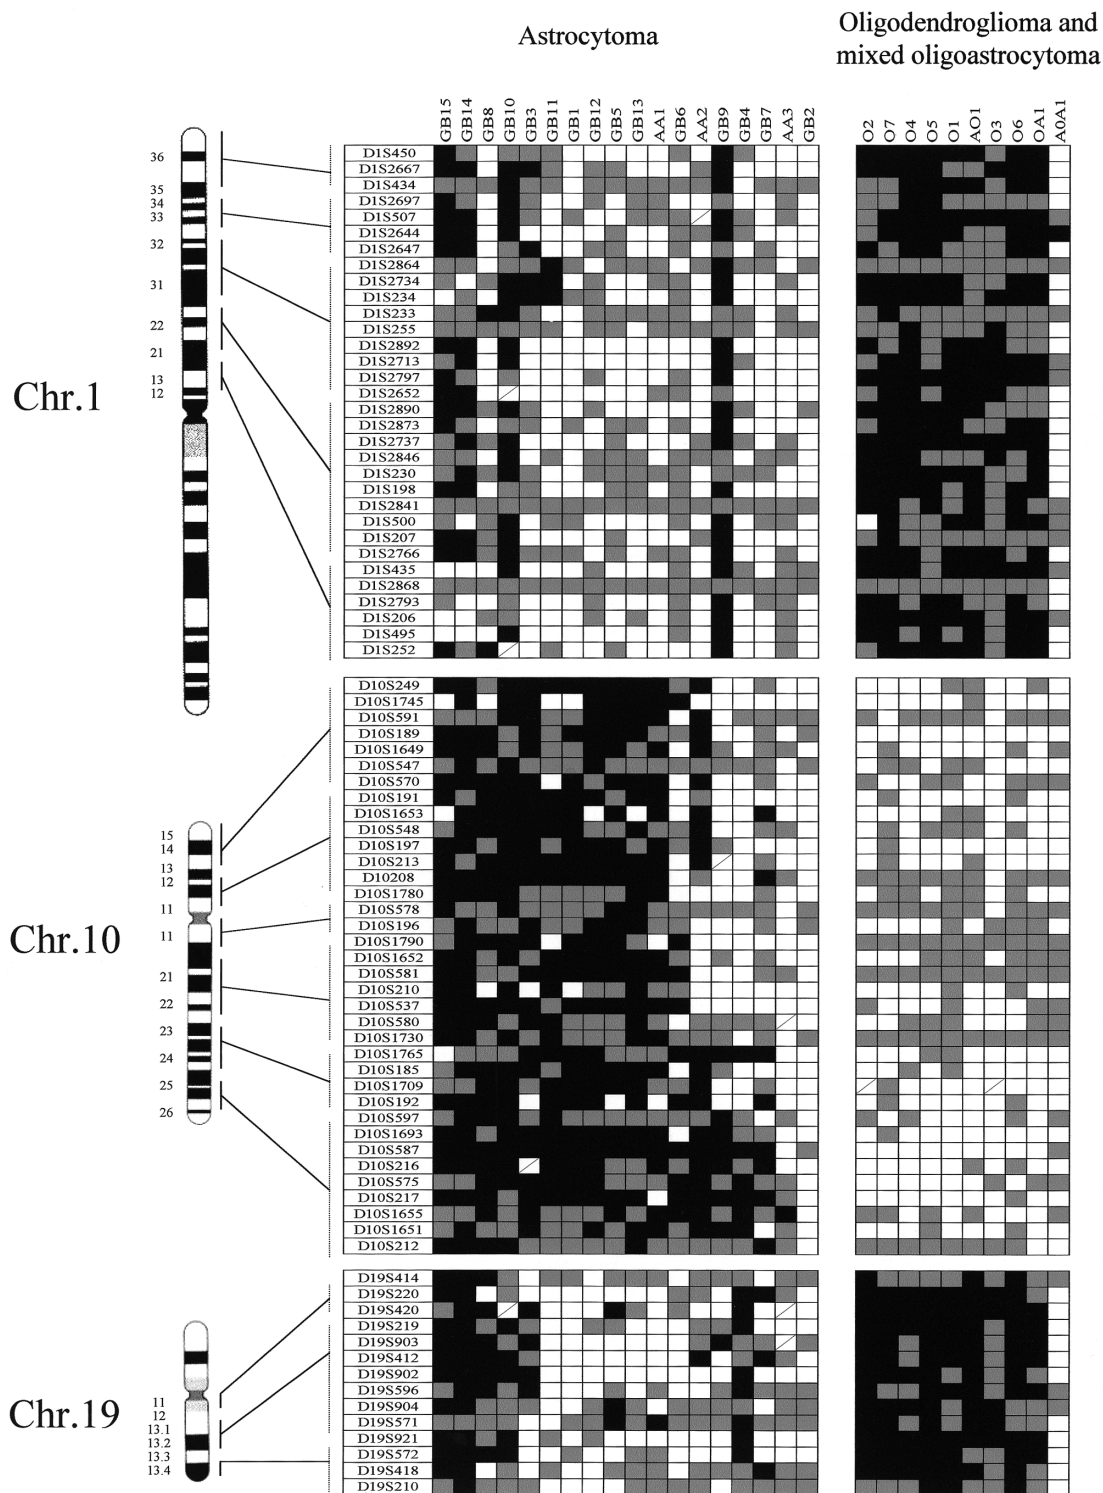 Astrocytoma
Oligodendroglioma and
mixed oligoastrocytoma
GB15 GB14 GB8 GB10 GB3 GB11 GB1 GB12 GB5 GB13 AA1 GB6 AA2 GB9 GB4 GB7 AA3 GB2
O2 O7 O4 O5 O1 AO1 O3 O6 OA1 A0A1
Chr.1
36
35
34
33
32
31
22
21
13
12
D1S450
D1S2667
D1S434
D1S2697
D1S507
D1S2644
D1S2647
D1S2864
D1S2734
D1S234
D1S233
D1S255
D1S2892
D1S2713
D1S2797
D1S2652
D1S2890
D1S2873
D1S2737
D1S2846
D1S230
D1S198
D1S2841
D1S500
D1S207
D1S2766
D1S435
D1S2868
D1S2793
D1S206
D1S495
D1S252
Chr.10
15
14
13
12
11
11
21
22
23
24
25
26
D10S249
D10S1745
D10S591
D10S189
D10S1649
D10S547
D10S570
D10S191
D10S1653
D10S548
D10S197
D10S213
D10208
D10S1780
D10S578
D10S196
D10S1790
D10S1652
D10S581
D10S210
D10S537
D10S580
D10S1730
D10S1765
D10S185
D10S1709
D10S192
D10S597
D10S1693
D10S587
D10S216
D10S575
D10S217
D10S1655
D10S1651
D10S212
Chr.19
11
12
13.1
13.2
13.3
13.4
D19S414
D19S220
D19S420
D19S219
D19S903
D19S412
D19S902
D19S596
D19S904
D19S571
D19S921
D19S572
D19S418
D19S210